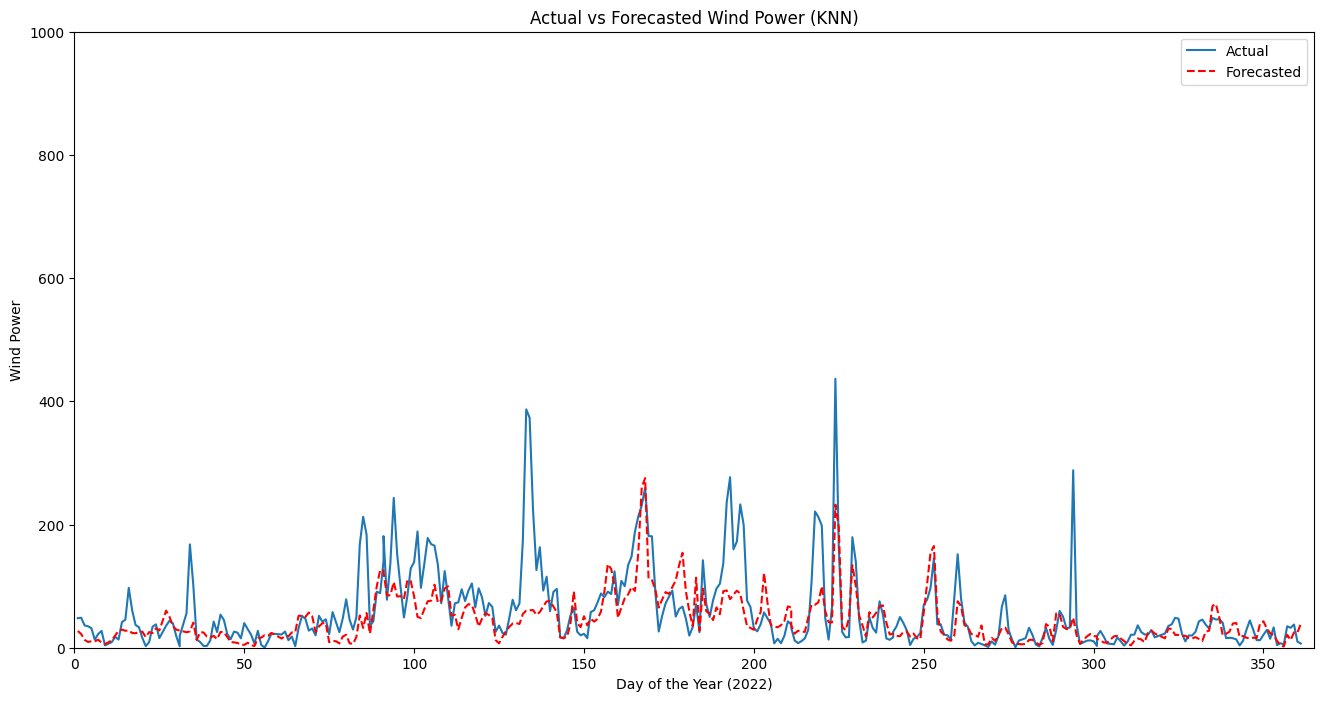 Actual vs Forecasted Wind Power (KNN)
1000
800
600
400
200
0
Wind Power
Actual
Forecasted
0 50 100 150 200 250 300 350
Day of the Year (2022)